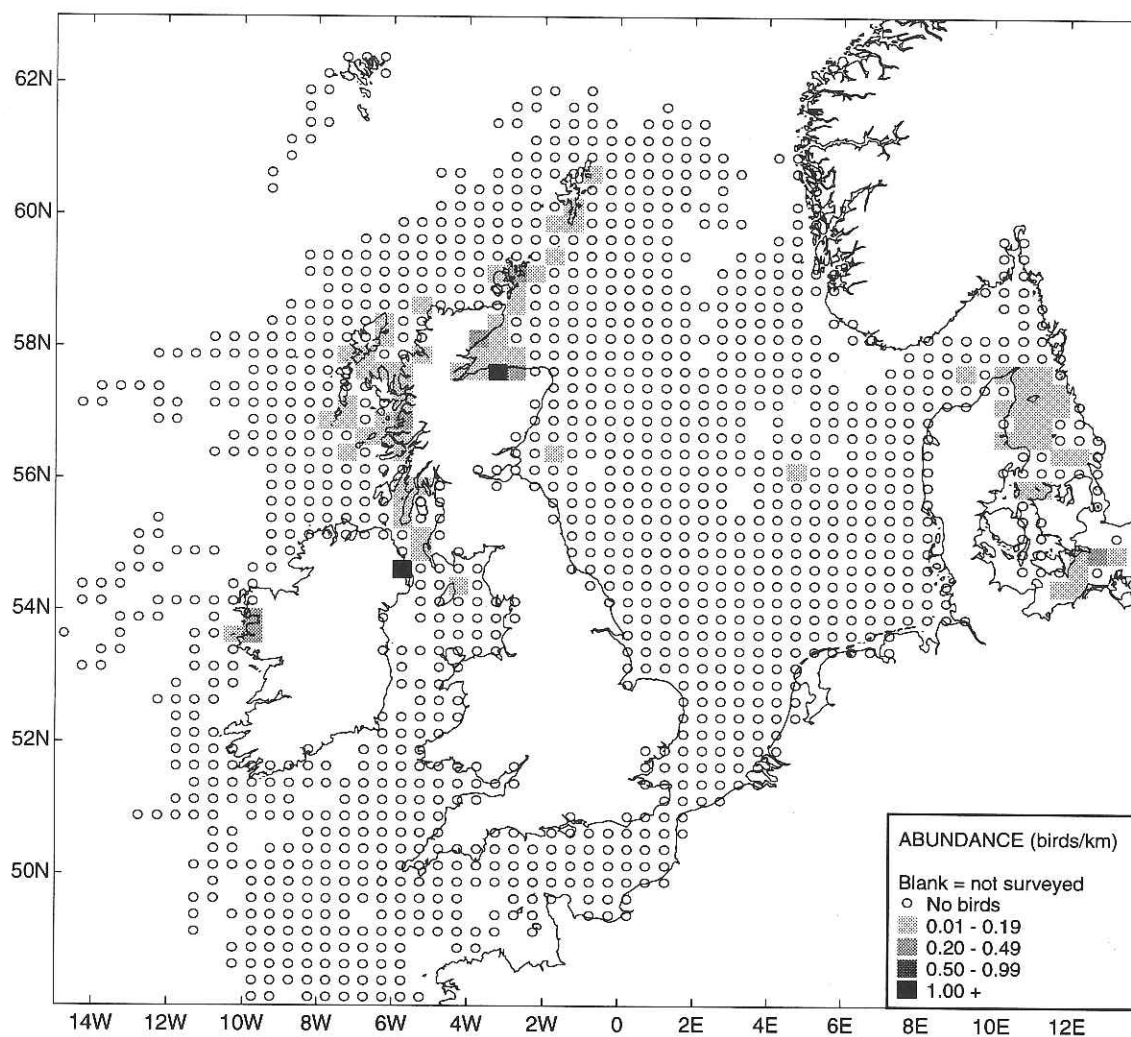 62N
60N
58N
56N
54N
52N
50N
ABUNDANCE (birds/km)
Blank = not surveyed
No birds
0.01 - 0.19
0.20 - 0.49
0.50 - 0.99
1.00 +
14W 12W 10W 8W 6W 4W 2W 0 2E 4E 6E 8E 10E 12E